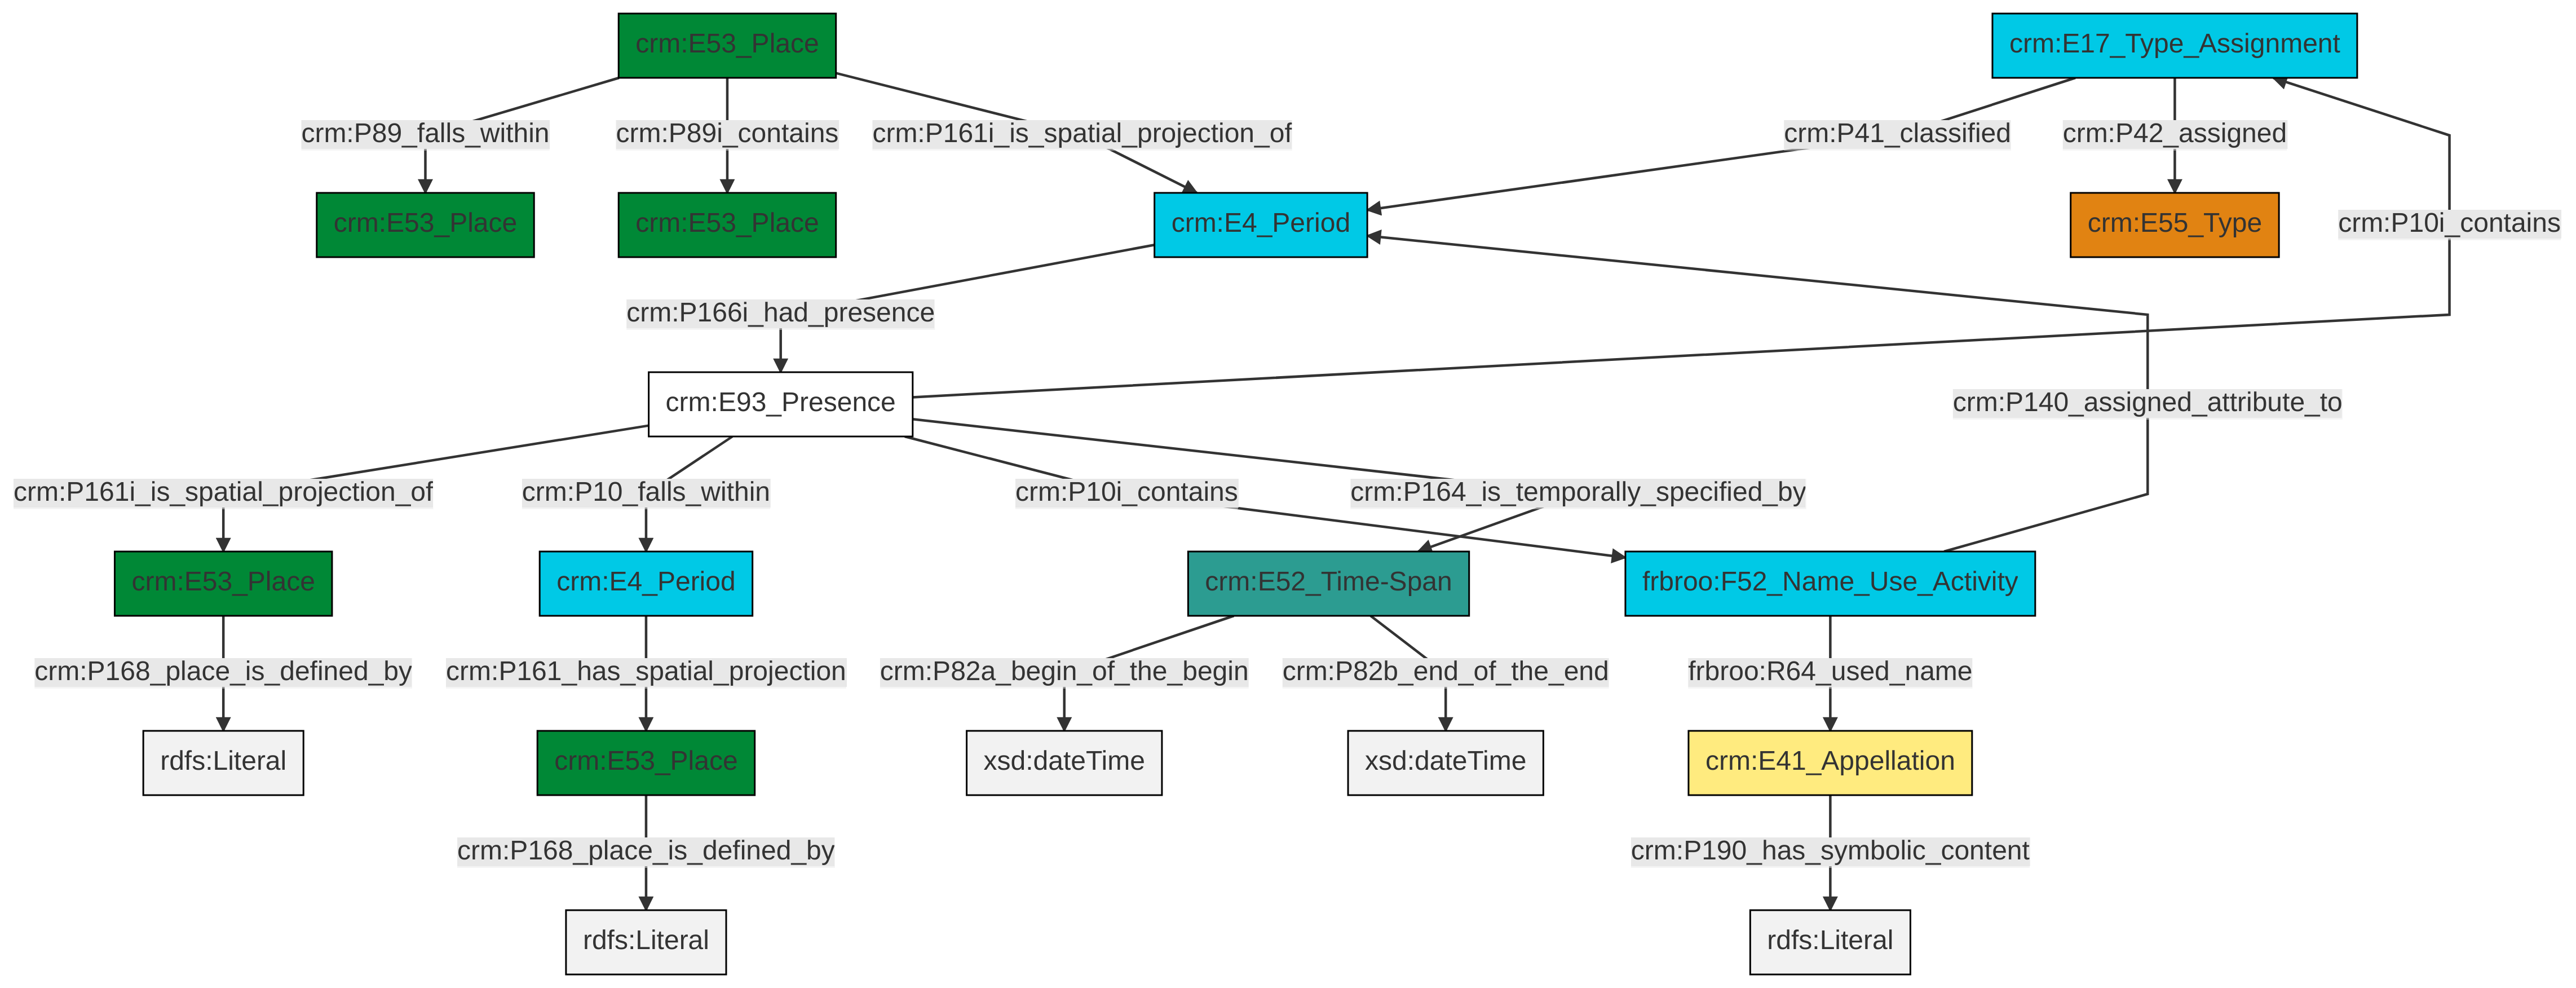 crm:E53_Place
crm:E17_Type_Assignment
crm:P89_falls_within
crm:P89i_contains
crm:P161i_is_spatial_projection_of
crm:P41_classified
crm:P42_assigned
crm:E53_Place
crm:E53_Place
crm:E4_Period
crm:E55_Type
crm:P10i_contains
crm:P166i_had_presence
crm:E93_Presence
crm:P140_assigned_attribute_to
crm:P161i_is_spatial_projection_of
crm:P10_falls_within
crm:P10i_contains
crm:P164_is_temporally_specified_by
crm:E53_Place
crm:E4_Period
crm:E52_Time-Span
frbroo:F52_Name_Use_Activity
crm:P168_place_is_defined_by
crm:P161_has_spatial_projection
crm:P82a_begin_of_the_begin
crm:P82b_end_of_the_end
frbroo:R64_used_name
rdfs:Literal
crm:E53_Place
xsd:dateTime
xsd:dateTime
crm:E41_Appellation
crm:P168_place_is_defined_by
crm:P190_has_symbolic_content
rdfs:Literal
rdfs:Literal